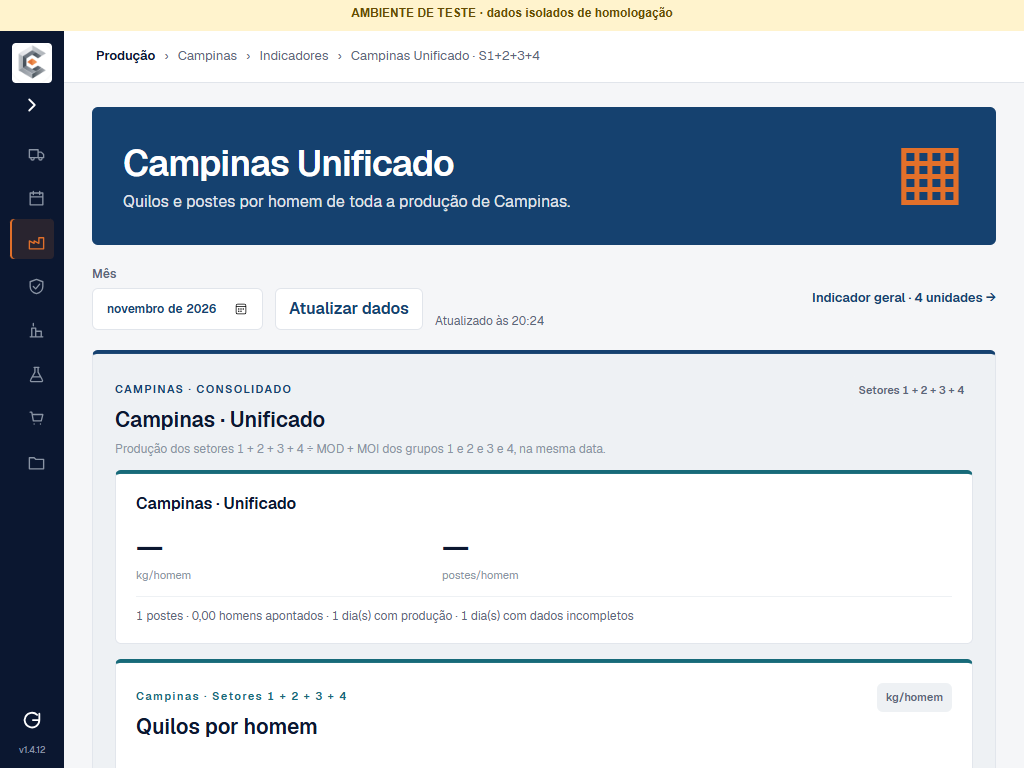 AMBIENTE DE TESTE · dados isolados de homologação
Produção › Campinas › Indicadores › Campinas Unificado · S1+2+3+4
Campinas Unificado
Quilos e postes por homem de toda a produção de Campinas.
Mês
novembro de 2026
Atualizar dados
Atualizado às 20:24
Indicador geral · 4 unidades →
CAMPINAS · CONSOLIDADO
Setores 1 + 2 + 3 + 4
Campinas · Unificado
Produção dos setores 1 + 2 + 3 + 4 ÷ MOD + MOI dos grupos 1 e 2 e 3 e 4, na mesma data.
Campinas · Unificado
— —
kg/homem postes/homem
1 postes · 0,00 homens apontados · 1 dia(s) com produção · 1 dia(s) com dados incompletos
Campinas · Setores 1 + 2 + 3 + 4
kg/homem
Quilos por homem
v1.4.12